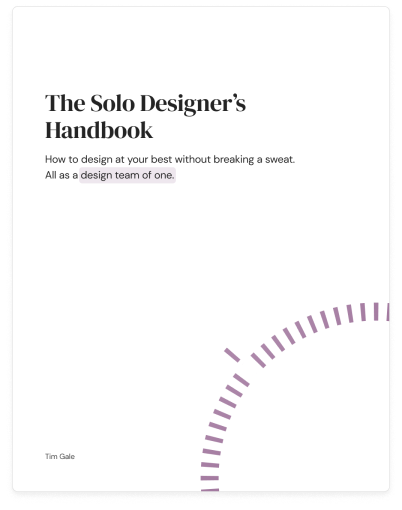 The Solo Designer’s
Handbook
How to design at your best without breaking a sweat.
All as a design team of one.
Tim Gale